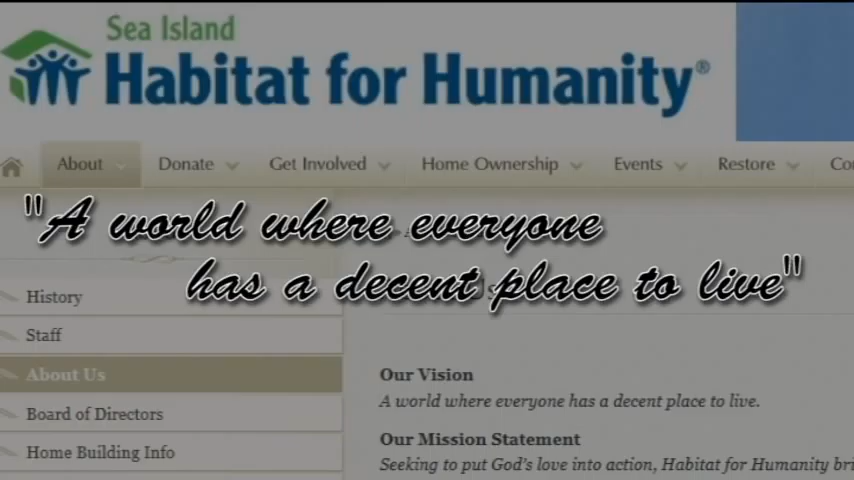 Sea Island
Habitat for Humanity®
About Donate Get Involved Home Ownership Events Restore
"A world where everyone
has a decent place to live"
History
Staff
About Us
Board of Directors
Home Building Info
Our Vision
A world where everyone has a decent place to live.
Our Mission Statement
Seeking to put God's love into action, Habitat for Humanity